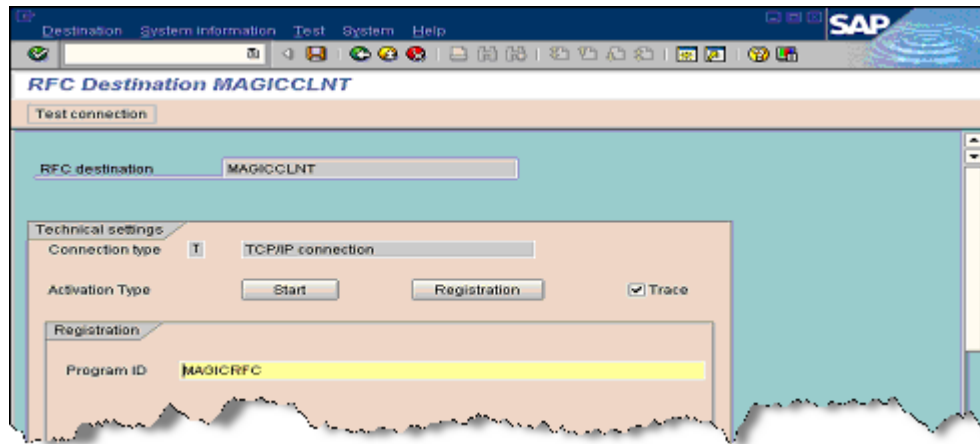 Destination System information Test System Help
SAP
RFC Destination MAGICCLNT
Test connection
RFC destination MAGICCLNT
Technical settings
Connection type T TCP/IP connection
Activation Type Start Registration Trace
Registration
Program ID MAGICRFC